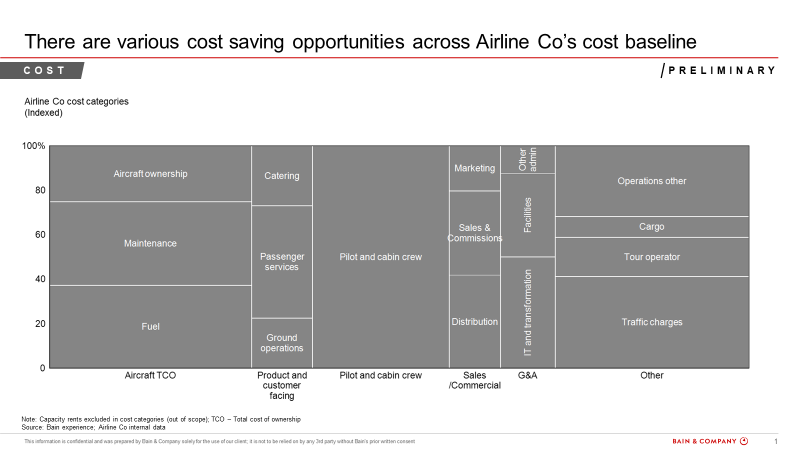 There are various cost saving opportunities across Airline Co's cost baseline
COST
PRELIMINARY
Airline Co cost categories
(Indexed)
100%
80
60
40
20
0
Aircraft ownership
Maintenance
Fuel
Catering
Passenger
services
Ground
operations
Pilot and cabin crew
Marketing
Sales &
Commissions
Distribution
Other
admin
Facilities
IT and transformation
Operations other
Cargo
Tour operator
Traffic charges
Aircraft TCO
Product and
customer
facing
Pilot and cabin crew
Sales
/Commercial
G&A
Other
Note: Capacity rents excluded in cost categories (out of scope); TCO – Total cost of ownership
Source: Bain experience; Airline Co internal data
This information is confidential and was prepared by Bain & Company solely for the use of our client; it is not to be relied on by any 3rd party without Bain's prior written consent
BAIN & COMPANY
1